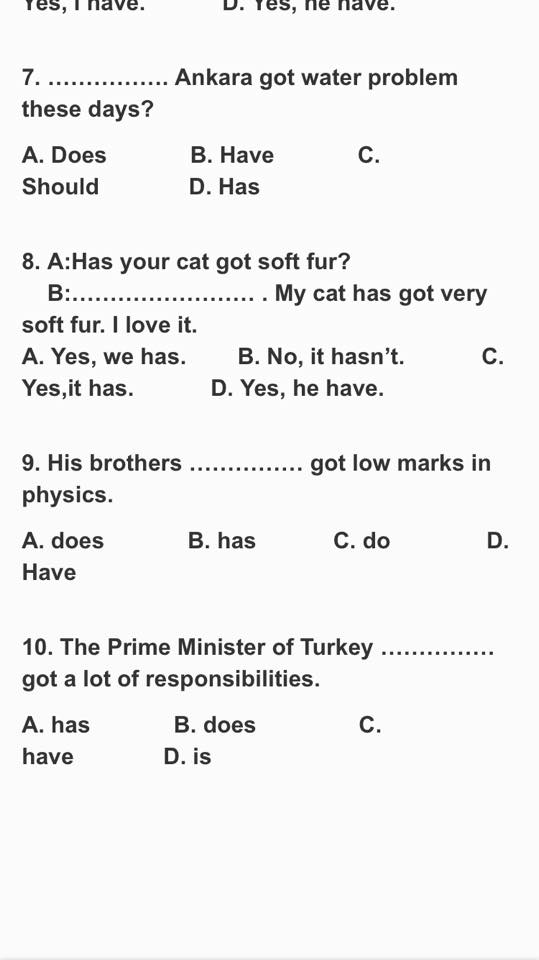 Yes, I have. D. Yes, he have.
7. ................ Ankara got water problem
these days?
A. Does B. Have C.
Should D. Has
8. A:Has your cat got soft fur?
B:........................ . My cat has got very
soft fur. I love it.
A. Yes, we has. B. No, it hasn’t. C.
Yes,it has. D. Yes, he have.
9. His brothers ............... got low marks in
physics.
A. does B. has C. do D.
Have
10. The Prime Minister of Turkey ...............
got a lot of responsibilities.
A. has B. does C.
have D. is